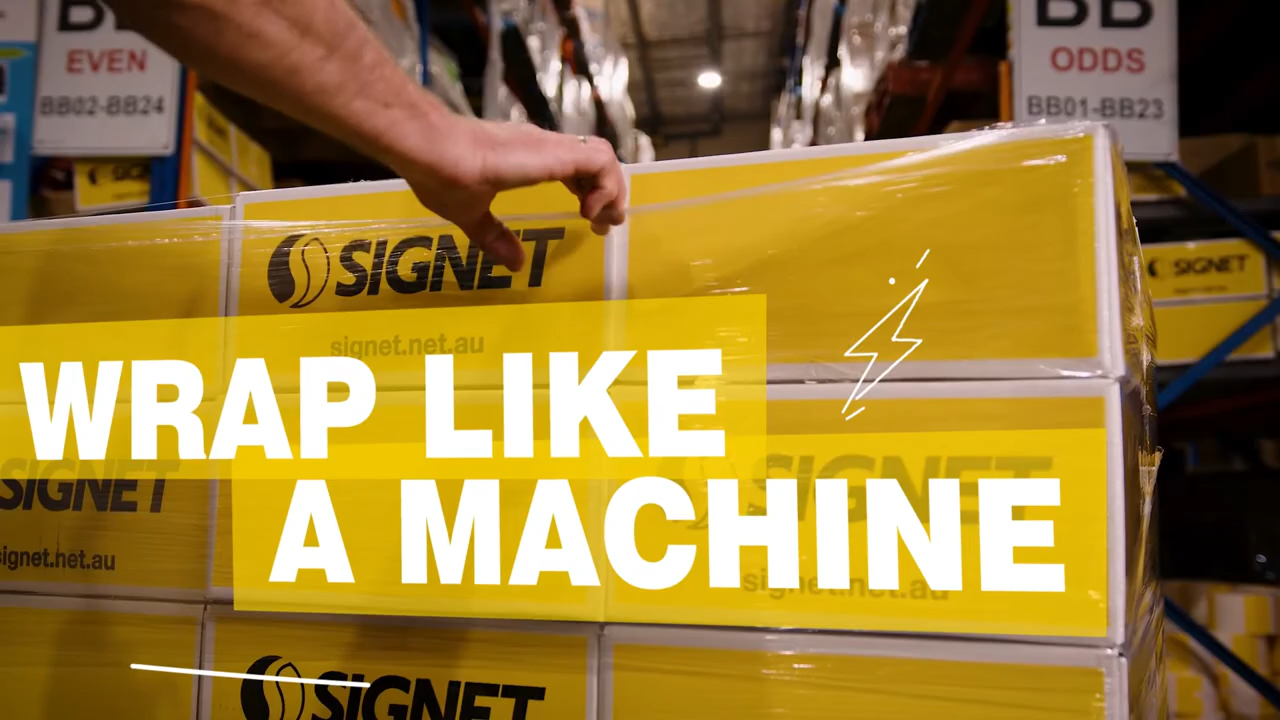 BB
EVEN
BB02-BB24
BB
ODDS
BB01-BB23
SIGNET
signet.net.au
SIGNET
WRAP LIKE
A MACHINE
SIGNET
signet.net.au
SIGNET
signet.net.au
SIGNET